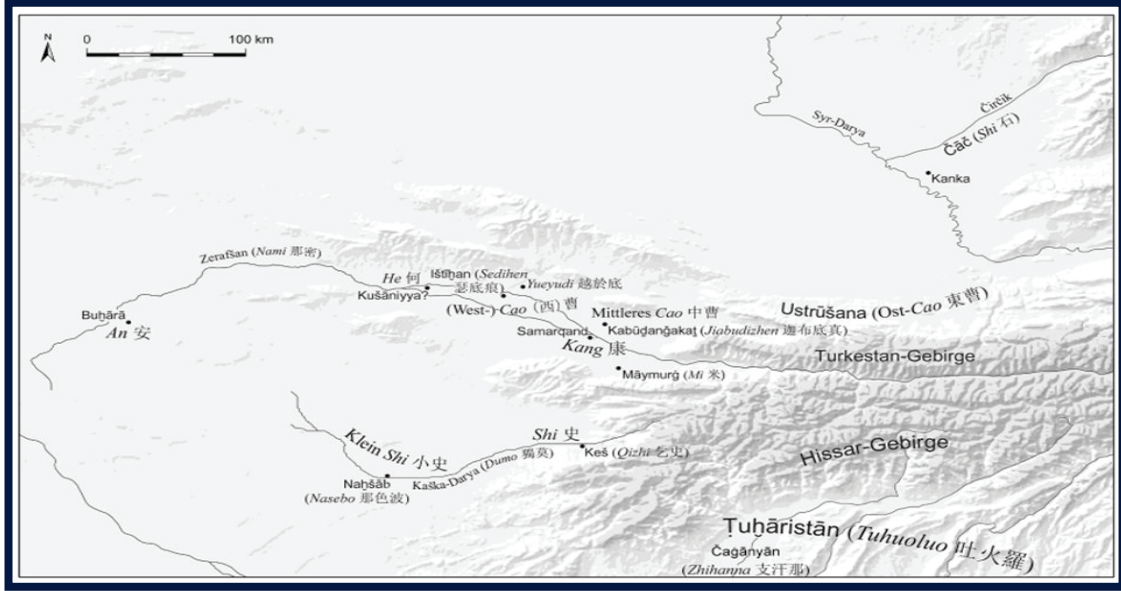 N
0 100 km
Čirčik
Syr-Darya
Čāč (Shi 石)
Kanka
Zerafšan (Nami 那密)
He 何
Ištīḫan (Sedihen
瑟底痕)
Yueyudi 越於底
Kušāniyya?
(West-)Cao (西) 曹
Ustrūšana (Ost-Cao 東曹)
Buḫārā
An 安
Mittleres Cao 中曹
Samarqand
Kabūḏanǧakaṯ (Jiabudizhen 迦布底真)
Kang 康
Turkestan-Gebirge
Māymurġ (Mi 米)
Shi 史
Klein Shi 小史
Keš (Qizhi 乞史)
Hissar-Gebirge
Kaška-Darya (Dumo 獨莫)
Naḫšāb
(Nasebo 那色波)
Ṭuḫāristān (Tuhuoluo 吐火羅)
Čaġānyān
(Zhihanna 支汗那)